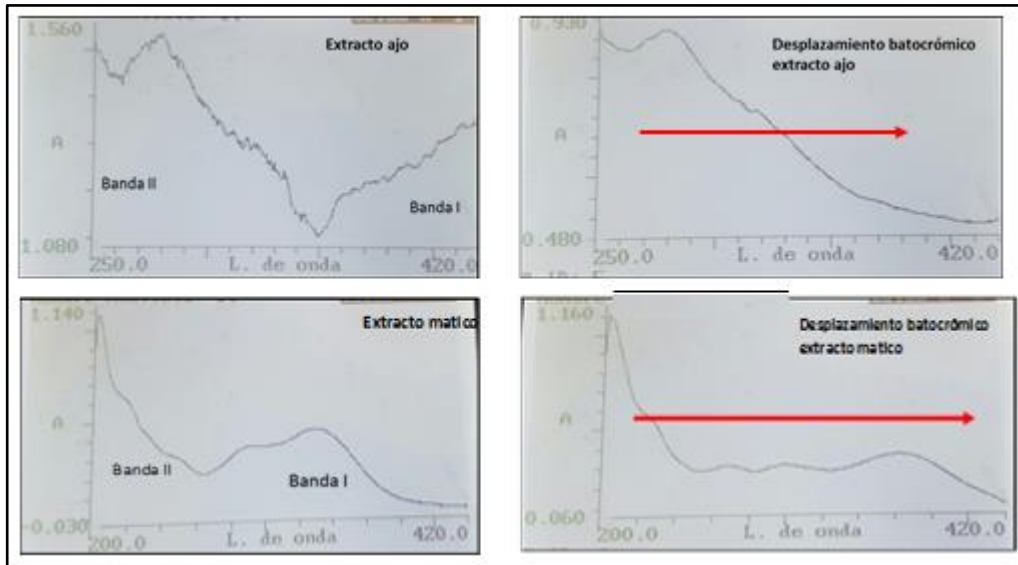 1.560
Extracto ajo
A
Banda II
Banda I
1.080
250.0 L. de onda 420.0
0.930
Desplazamiento batocrómico
extracto ajo
A
0.480
250.0 L. de onda 420.0
1.140
Extracto matico
A
Banda II
Banda I
-0.030
200.0 L. de onda 420.0
1.160
Desplazamiento batocrómico
extracto matico
A
0.060
200.0 L. de onda 420.0